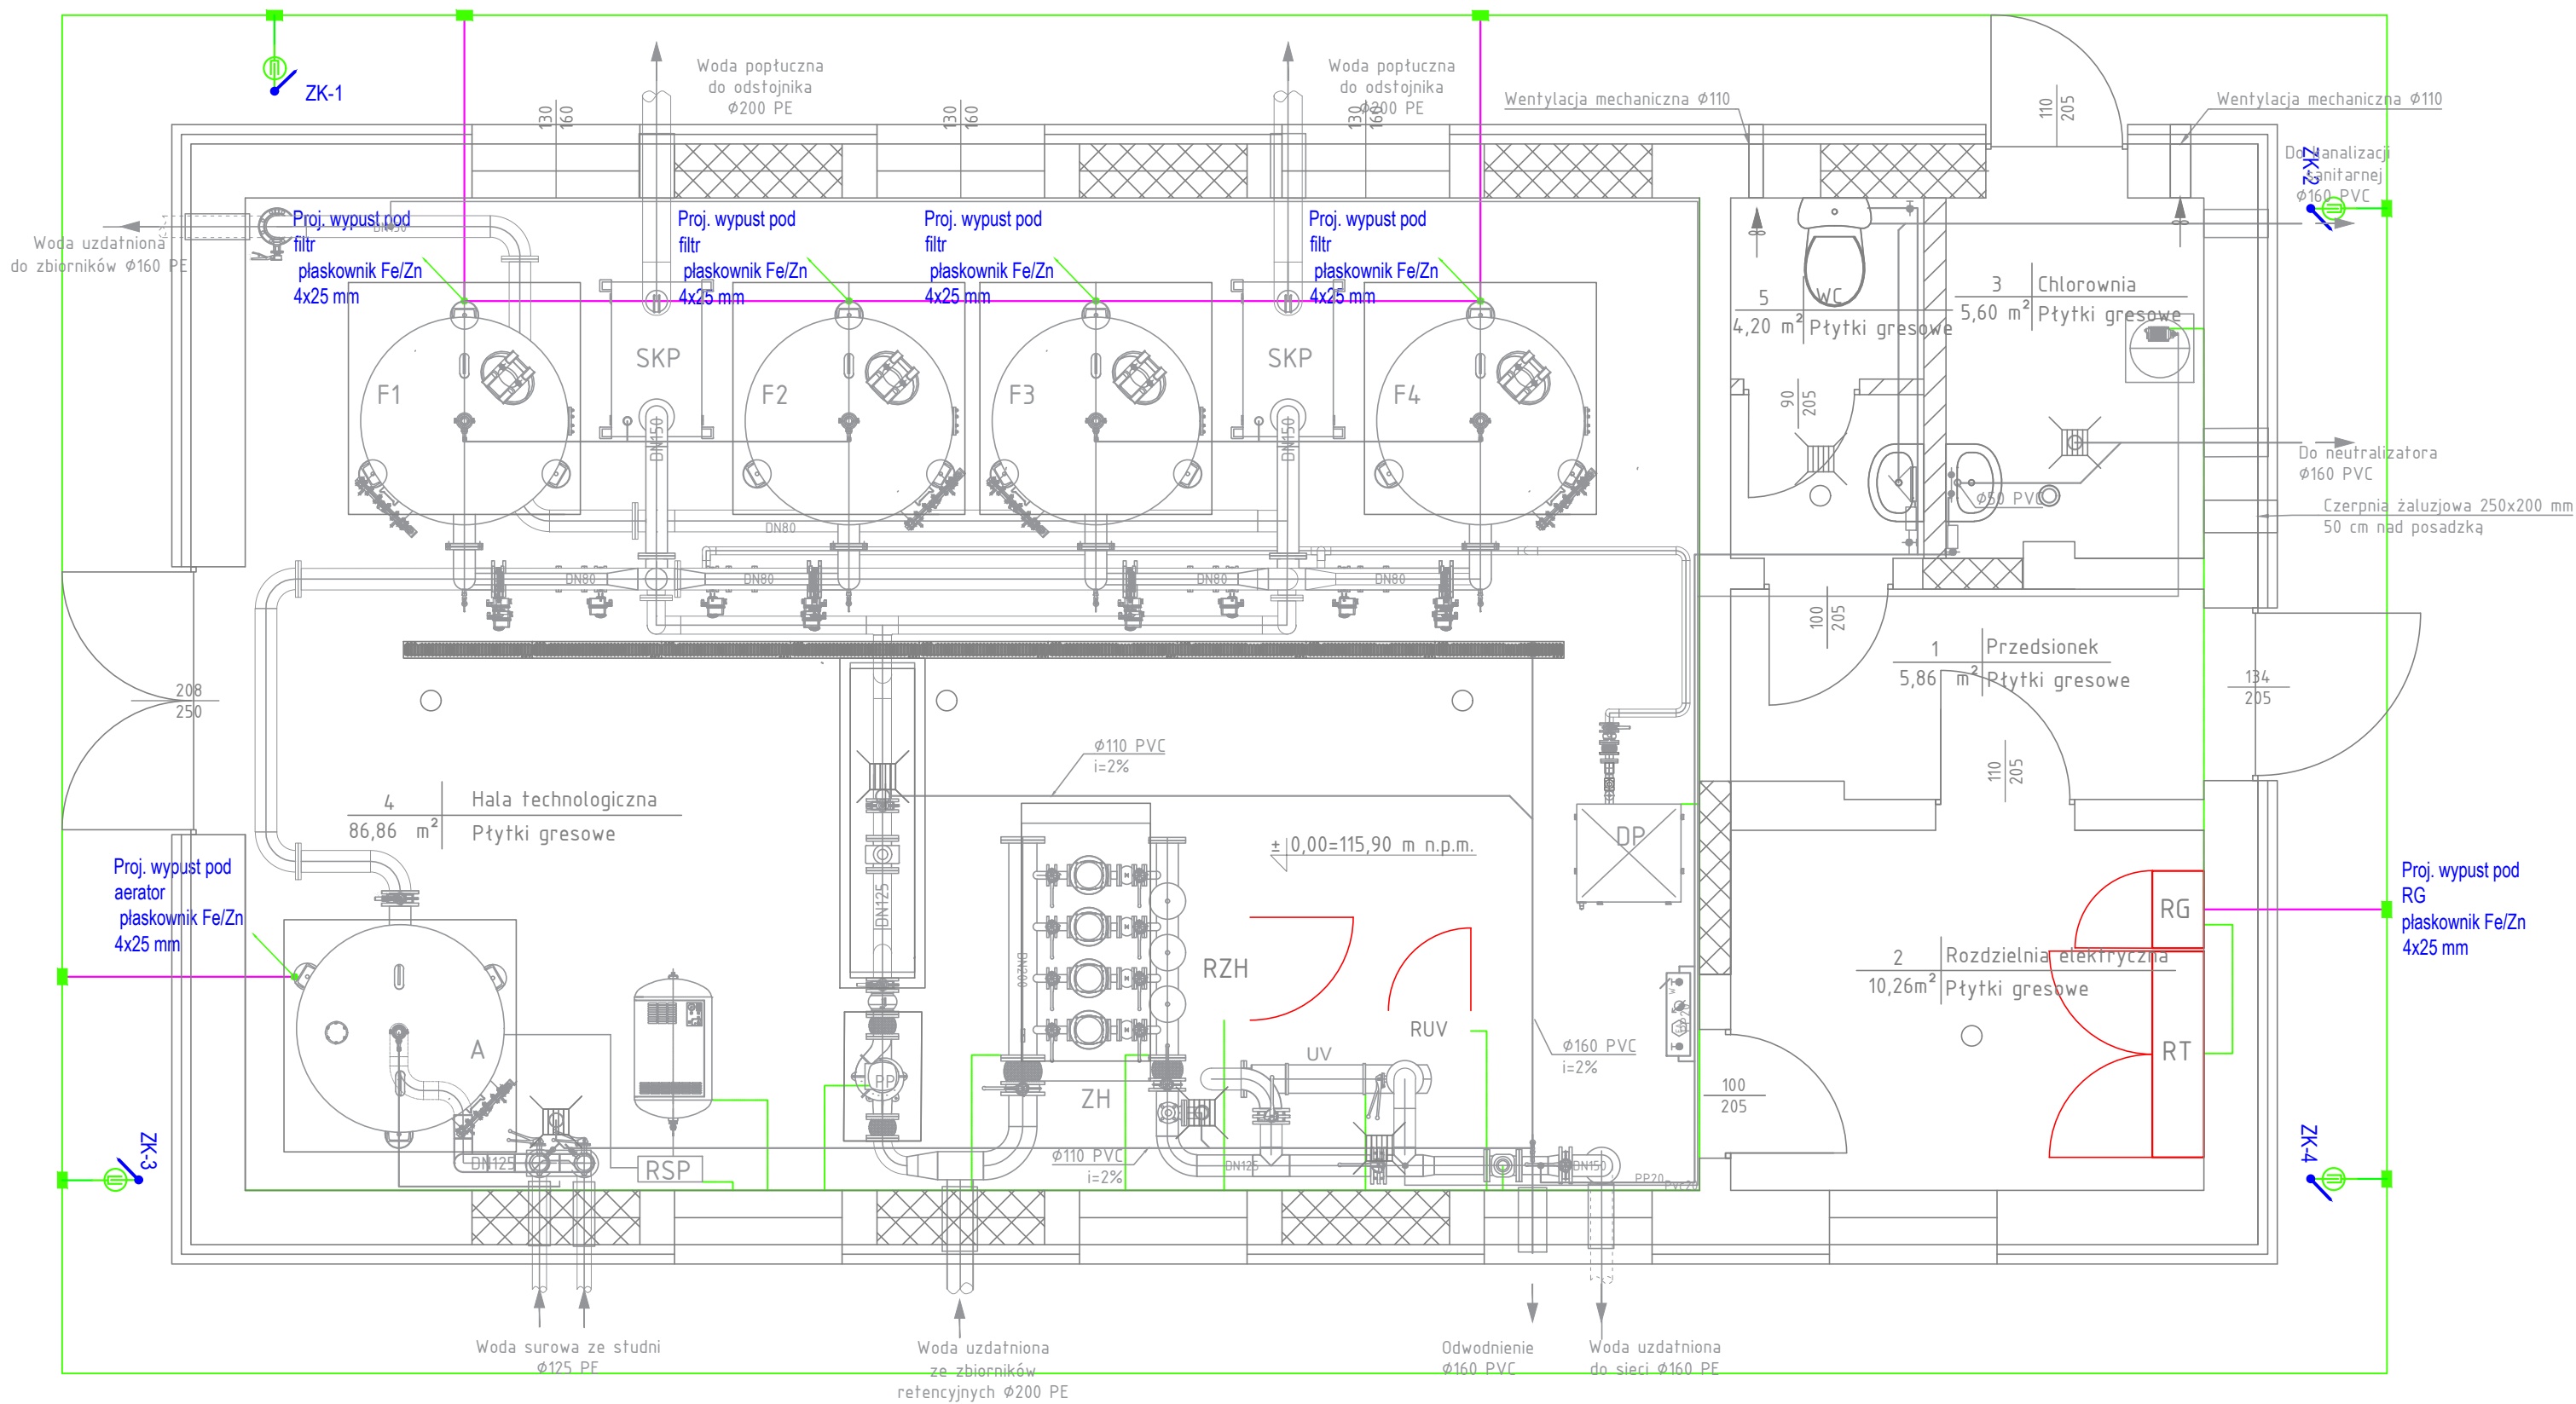 ZK-1
Woda popłuczna
do odstojnika
Ø200 PE
Woda popłuczna
do odstojnika
Ø200 PE
Wentylacja mechaniczna Ø110
Wentylacja mechaniczna Ø110
130
160
130
160
130
160
110
205
Do kanalizacji
sanitarnej
Ø160 PVC
ZK-2
Woda uzdatniona
do zbiorników Ø160 PE
Proj. wypust pod
filtr
płaskownik Fe/Zn
4x25 mm
Proj. wypust pod
filtr
płaskownik Fe/Zn
4x25 mm
Proj. wypust pod
filtr
płaskownik Fe/Zn
4x25 mm
Proj. wypust pod
filtr
płaskownik Fe/Zn
4x25 mm
5 WC
4,20 m² Płytki gresowe
3 Chlorownia
5,60 m² Płytki gresowe
F1
SKP
F2
F3
SKP
F4
90
205
DN150
DN150
Do neutralizatora
Ø160 PVC
Ø50 PVC
Czerpnia żaluzjowa 250x200 mm
50 cm nad posadzką
DN80
DN80
DN80
DN80
DN80
100
205
1 Przedsionek
5,86 m² Płytki gresowe
208
250
134
205
Ø110 PVC
i=2%
110
205
4 Hala technologiczna
86,86 m² Płytki gresowe
± 0,00=115,90 m n.p.m.
DP
Proj. wypust pod
aerator
płaskownik Fe/Zn
4x25 mm
Proj. wypust pod
RG
płaskownik Fe/Zn
4x25 mm
DN125
DN200
RZH
RG
2 Rozdzielnia elektryczna
10,26m² Płytki gresowe
RUV
A
UV
Ø160 PVC
i=2%
RT
PP
ZH
100
205
ZK-3
ZK-4
DN125
RSP
Ø110 PVC
i=2%
DN125
DN150
PP20
Woda surowa ze studni
Ø125 PE
Woda uzdatniona
ze zbiorników
retencyjnych Ø200 PE
Odwodnienie
Ø160 PVC
Woda uzdatniona
do sieci Ø160 PE